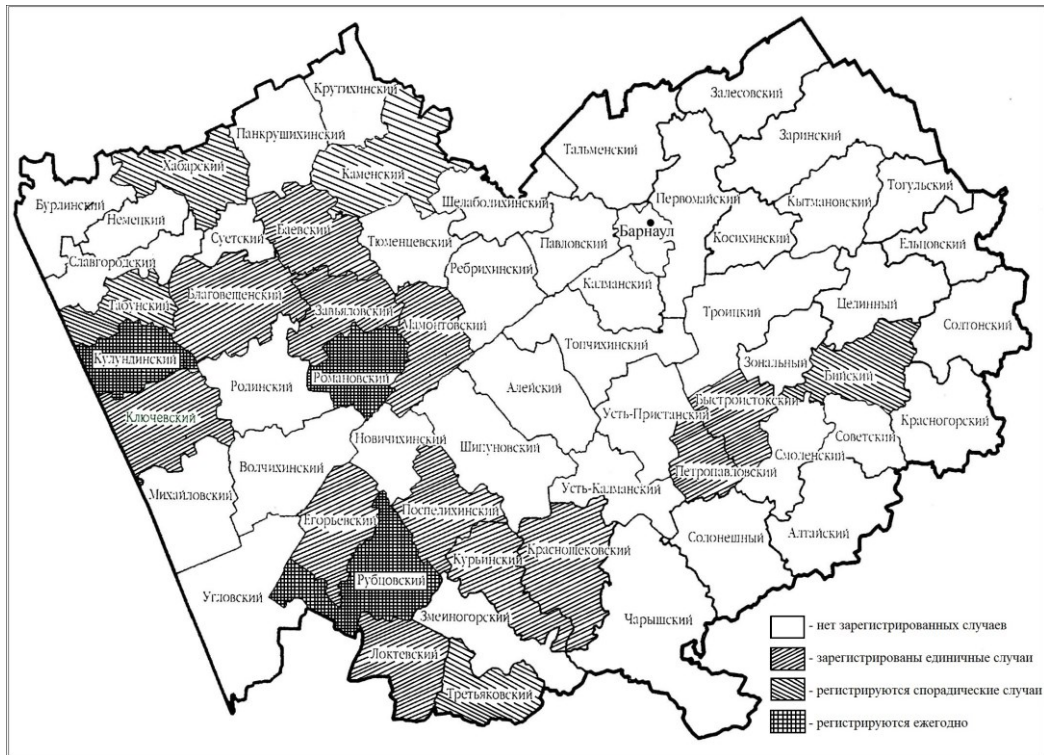 Крутихинский
Залесовский
Панкрушихинский
Заринский
Тальменский
Хабарский
Каменский
Тогульский
Бурлинский
Немецкий
Шелаболихинский
Первомайский
Кытмановский
Суетский
Баевский
Тюменцевский
Павловский
Барнаул
Косихинский
Ельцовский
Славгородский
Ребрихинский
Табунский
Благовещенский
Завьяловский
Калманский
Целинный
Мамонтовский
Троицкий
Солтонский
Кулундинский
Топчихинский
Зональный
Романовский
Бийский
Родинский
Алейский
Ключевский
Усть-Пристанский
Быстроистокский
Красногорский
Новичихинский
Шипуновский
Советский
Волчихинский
Смоленский
Михайловский
Петропавловский
Усть-Калманский
Поспелихинский
Егорьевский
Солонешный
Алтайский
Краснощековский
Курьинский
Рубцовский
Угловский
Змеиногорский
Чарышский
Локтевский
Третьяковский
- нет зарегистрированных случаев
- зарегистрированы единичные случаи
- регистрируются спорадические случаи
- регистрируются ежегодно